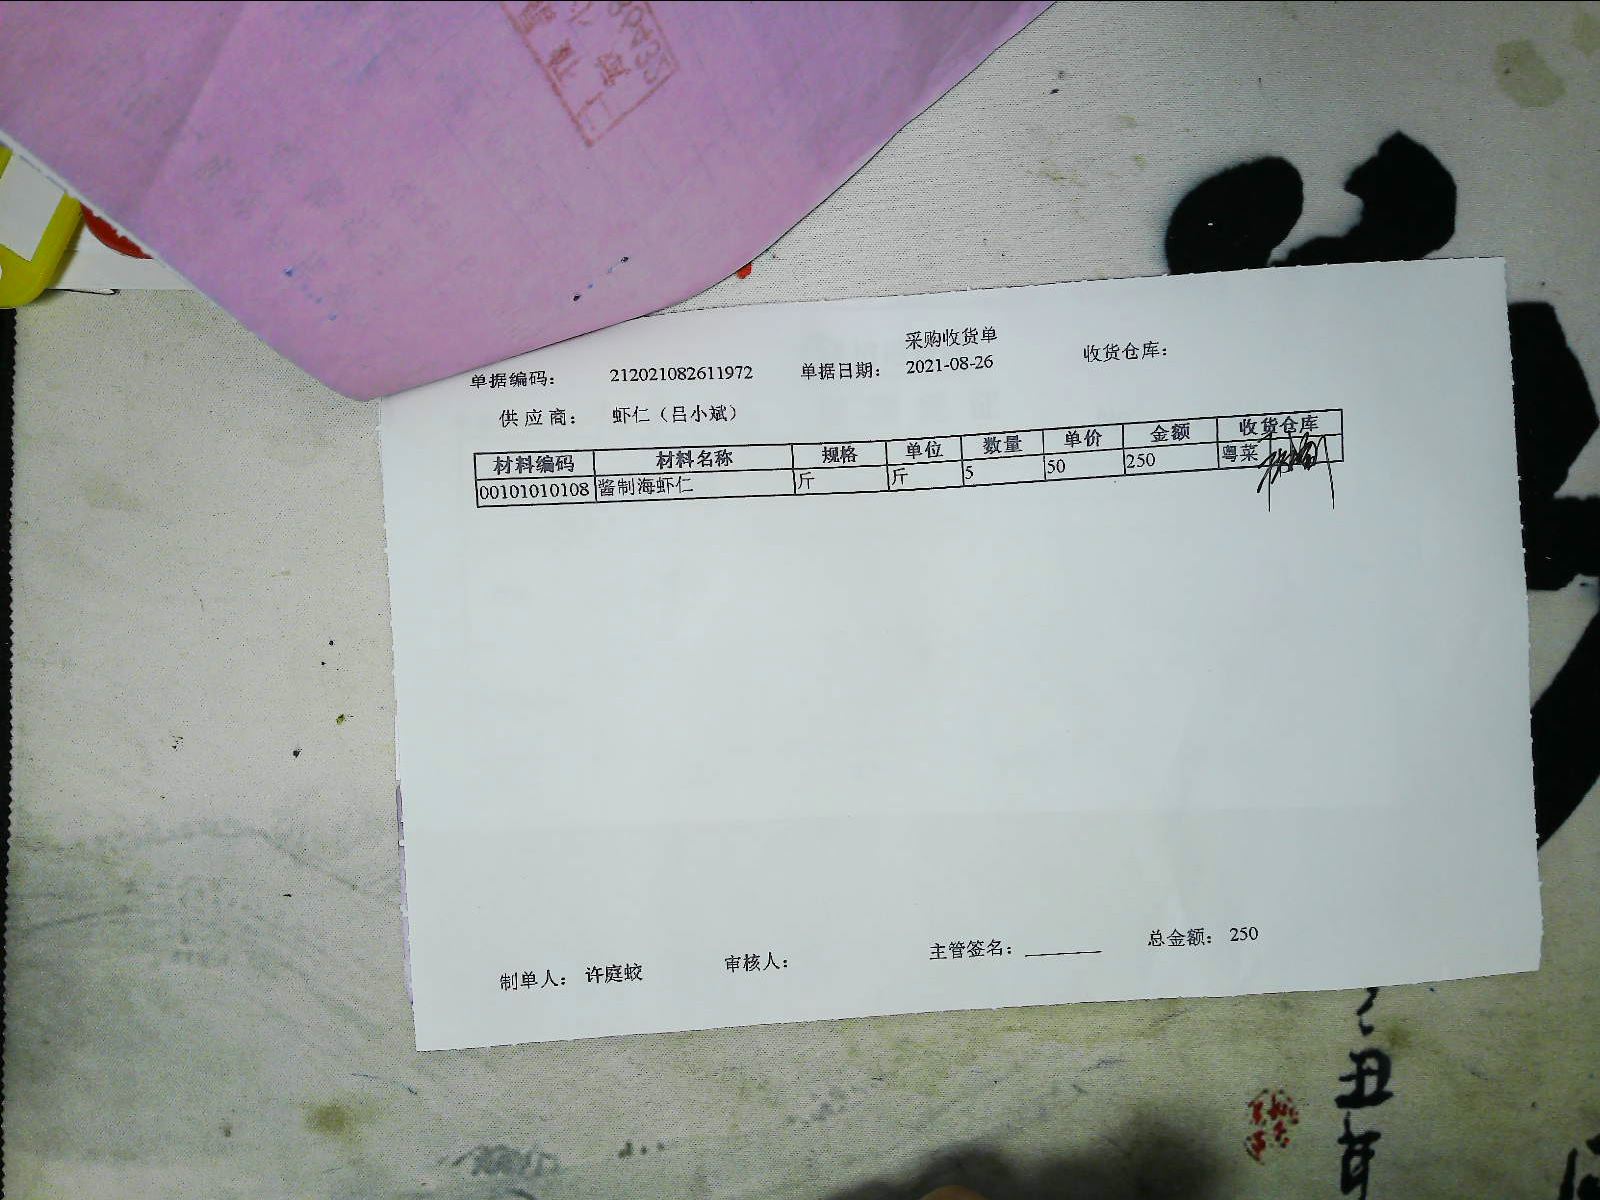 采购收货单
单据编码： 212021082611972 单据日期： 2021-08-26 收货仓库：
供应商： 虾仁（吕小斌）
材料编码 材料名称 规格 单位 数量 单价 金额 收货仓库
00101010108 酱制海虾仁 斤 斤 5 50 250 粤菜
制单人： 许庭蛟 审核人： 主管签名： 总金额： 250
丑
年